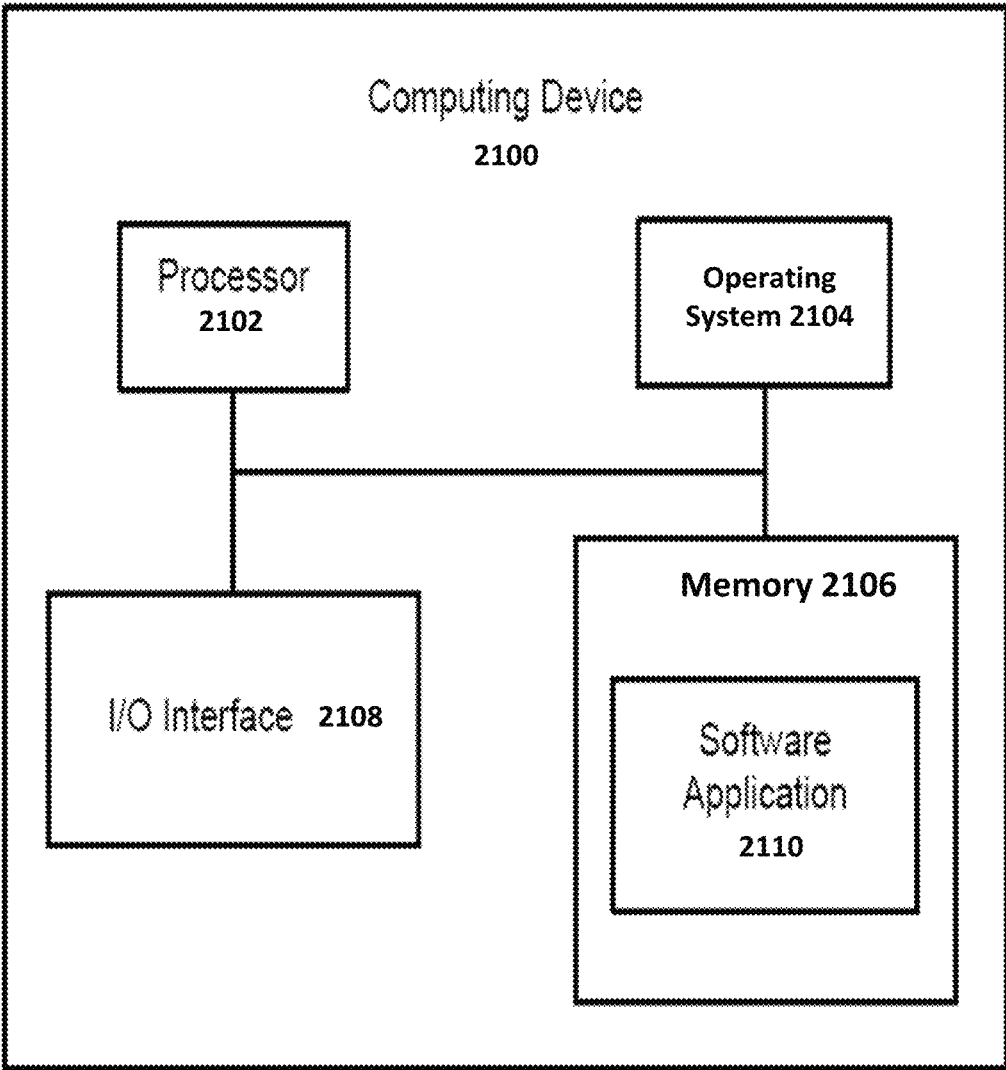 Computing Device
2100
Processor
2102
Operating
System 2104
I/O Interface 2108
Memory 2106
Software
Application
2110